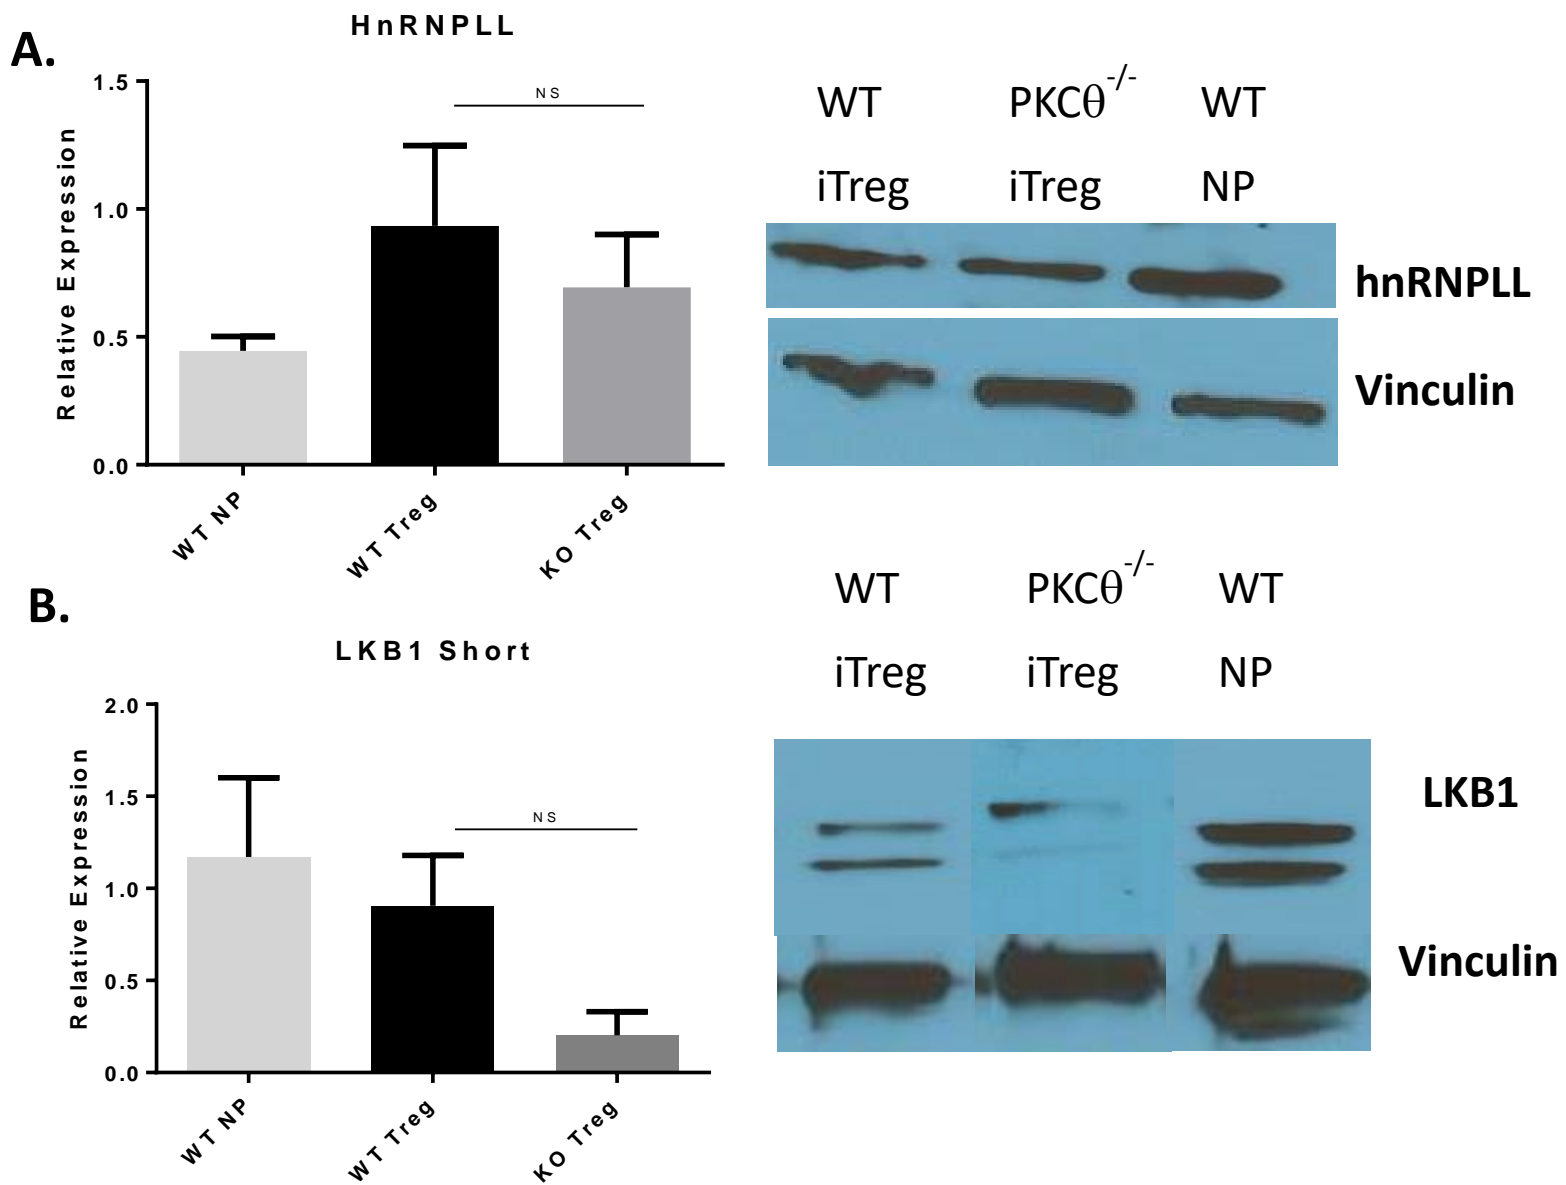 A.
HnRNPLL
Relative Expression
1.5
1.0
0.5
0.0
NS
WT NP
WT Treg
KO Treg
WT PKCθ-/- WT
iTreg iTreg NP
hnRNPLL
Vinculin
B.
LKB1 Short
Relative Expression
2.0
1.5
1.0
0.5
0.0
NS
WT NP
WT Treg
KO Treg
WT PKCθ-/- WT
iTreg iTreg NP
LKB1
Vinculin